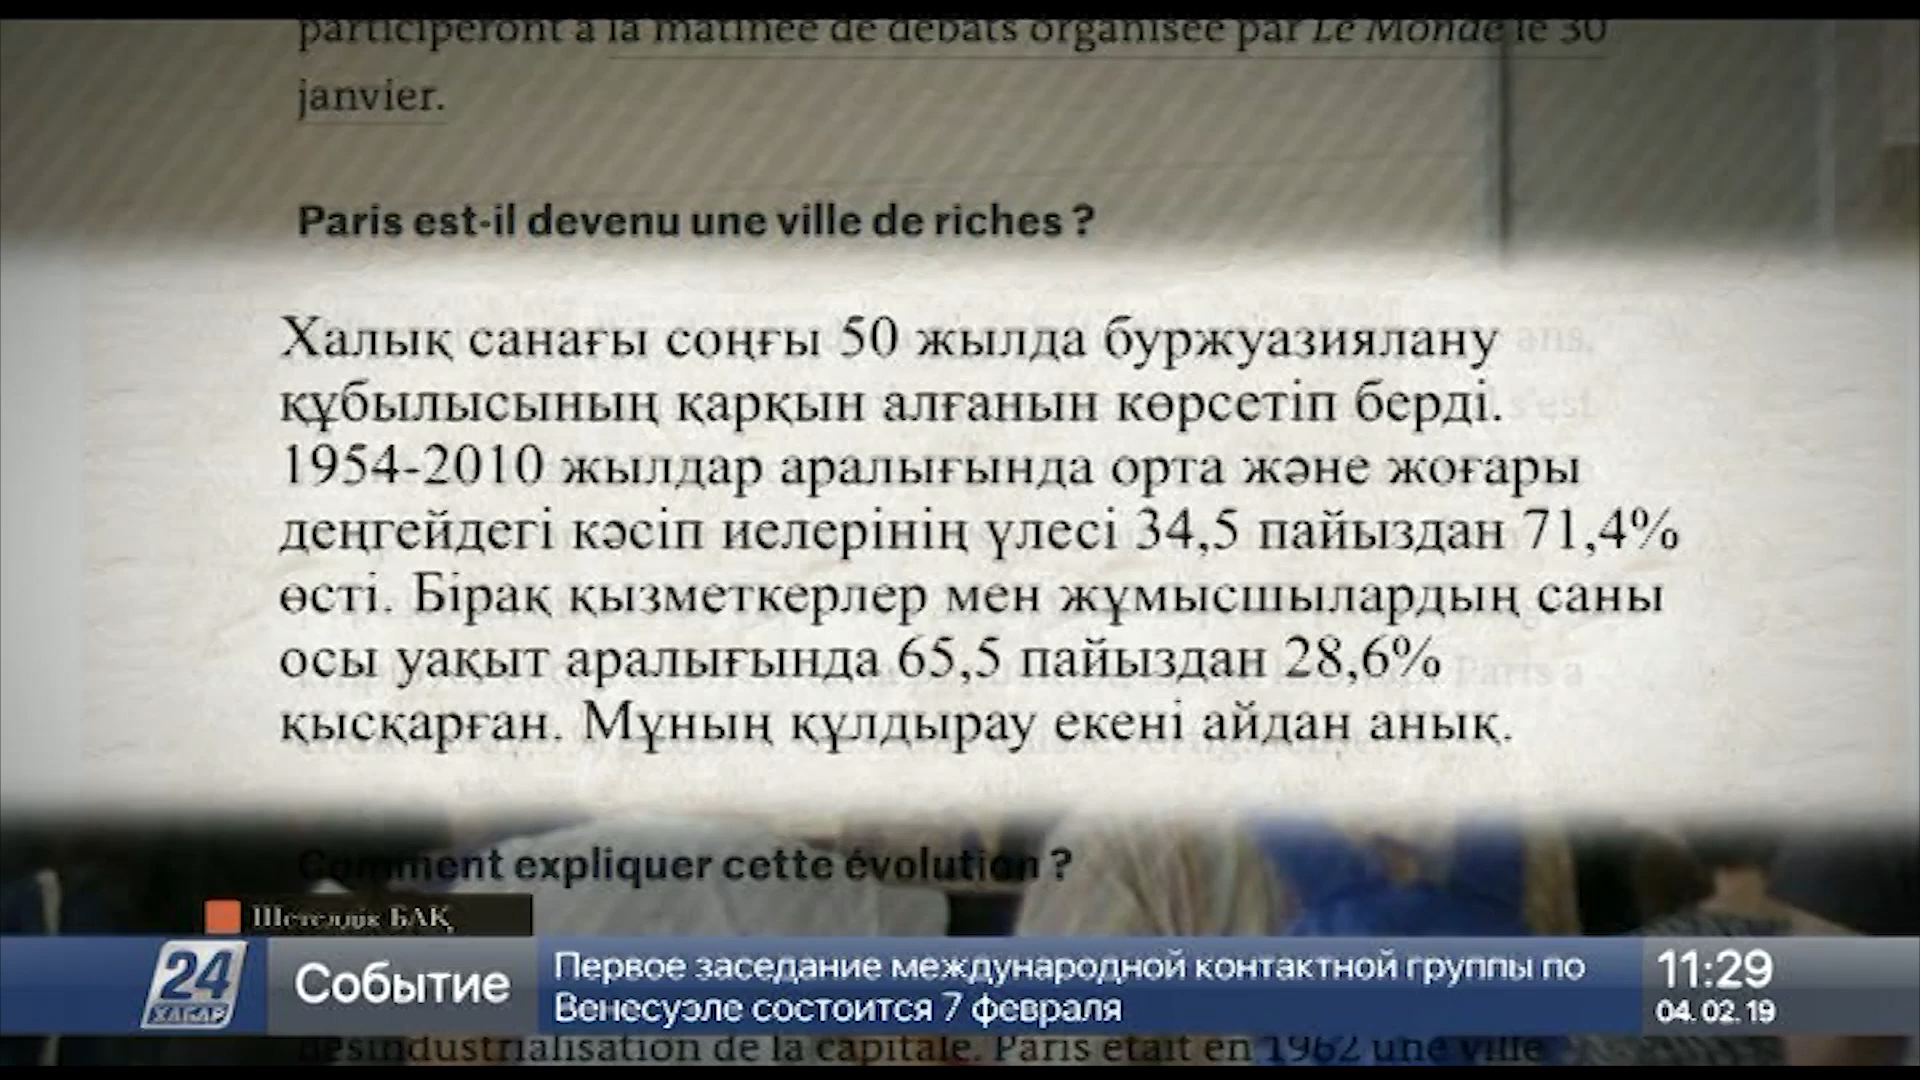 participeront à la matinée de débats organisée par Le Monde le 30
janvier.
Paris est-il devenu une ville de riches ?
Халық санағы соңғы 50 жылда буржуазиялану
құбылысының қарқын алғанын көрсетіп берді.
1954-2010 жылдар аралығында орта және жоғары
деңгейдегі кәсіп иелерінің үлесі 34,5 пайыздан 71,4%
өсті. Бірақ қызметкерлер мен жұмысшылардың саны
осы уақыт аралығында 65,5 пайыздан 28,6%
қысқарған. Мұның құлдырау екені айдан анық.
ans,
s'est
Paris a
Comment expliquer cette évolution ?
Шетелдік БАҚ
24
ХАБАР
Событие
Первое заседание международной контактной группы по
Венесуэле состоится 7 февраля
11:29
04. 02. 19
désindustrialisation de la capitale. Paris était en 1962 une ville